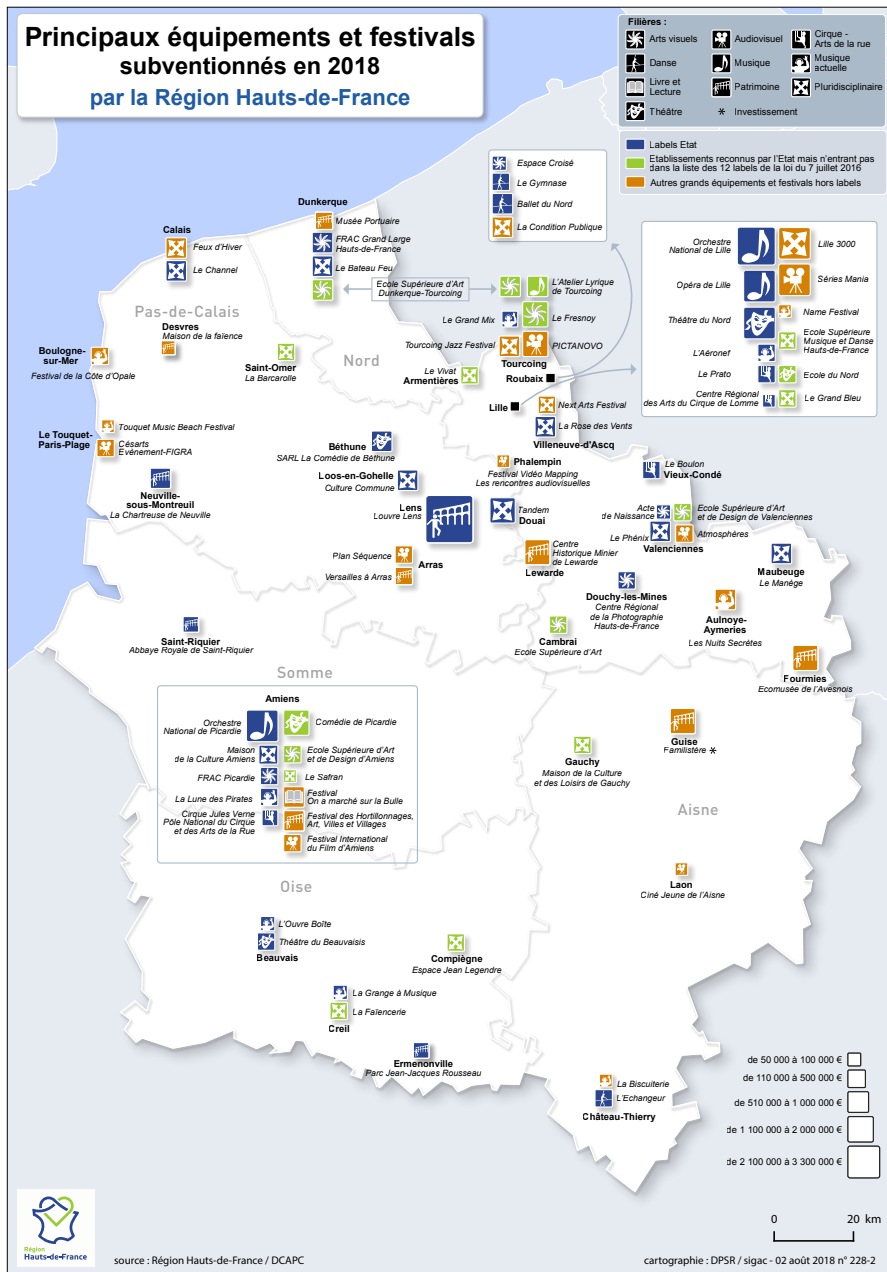 Principaux équipements et festivals
subventionnés en 2018
par la Région Hauts-de-France
Filières :
Arts visuels
Audiovisuel
Cirque -
Arts de la rue
Danse
Musique
Musique
actuelle
Livre et
Lecture
Patrimoine
Pluridisciplinaire
Théâtre
* Investissement
Labels Etat
Etablissements reconnus par l'Etat mais n'entrant pas
dans la liste des 12 labels de la loi du 7 juillet 2016
Autres grands équipements et festivals hors labels
Espace Croisé
Le Gymnase
Ballet du Nord
La Condition Publique
Orchestre
National de Lille
Lille 3000
Opéra de Lille
Séries Mania
Théâtre du Nord
Name Festival
Ecole Supérieure
Musique et Danse
Hauts-de-France
L'Aéronef
Le Prato
Ecole du Nord
Centre Régional
des Arts du Cirque de Lomme
Le Grand Bleu
Dunkerque
Musée Portuaire
FRAC Grand Large
Hauts-de-France
Le Bateau Feu
Ecole Supérieure d'Art
Dunkerque-Tourcoing
Calais
Feux d'Hiver
Le Channel
L'Atelier Lyrique
de Tourcoing
Le Grand Mix
Le Fresnoy
Tourcoing Jazz Festival
PICTANOVO
Tourcoing
Roubaix
Lille
Pas-de-Calais
Nord
Desvres
Maison de la faïence
Boulogne-
sur-Mer
Festival de la Côte d'Opale
Saint-Omer
La Barcarolle
Le Vivat
Armentières
Next Arts Festival
La Rose des Vents
Villeneuve-d'Ascq
Touquet Music Beach Festival
Le Touquet-
Paris-Plage
Césarts
Evénement-FIGRA
Béthune
SARL La Comédie de Béthune
Loos-en-Gohelle
Culture Commune
Neuville-
sous-Montreuil
La Chartreuse de Neuville
Phalempin
Festival Vidéo Mapping
Les rencontres audiovisuelles
Le Boulon
Vieux-Condé
Lens
Louvre Lens
Tandem
Douai
Acte
de Naissance
Ecole Supérieure d'Art
et de Design de Valenciennes
Le Phénix
Atmosphères
Valenciennes
Plan Séquence
Arras
Versailles à Arras
Centre
Historique Minier
de Lewarde
Lewarde
Maubeuge
Le Manège
Douchy-les-Mines
Centre Régional
de la Photographie
Hauts-de-France
Aulnoye-
Aymeries
Les Nuits Secrètes
Cambrai
Ecole Supérieure d'Art
Fourmies
Ecomusée de l'Avesnois
Saint-Riquier
Abbaye Royale de Saint-Riquier
Somme
Amiens
Orchestre
National de Picardie
Comédie de Picardie
Maison
de la Culture Amiens
Ecole Supérieure d'Art
et de Design d'Amiens
FRAC Picardie
Le Safran
La Lune des Pirates
Festival
On a marché sur la Bulle
Cirque Jules Verne
Pôle National du Cirque
et des Arts de la Rue
Festival des Hortillonnages,
Art, Villes et Villages
Festival International
du Film d'Amiens
Guise
Familistère *
Gauchy
Maison de la Culture
et des Loisirs de Gauchy
Aisne
Laon
Ciné Jeune de l'Aisne
Oise
L'Ouvre Boîte
Théâtre du Beauvaisis
Beauvais
Compiègne
Espace Jean Legendre
La Grange à Musique
La Faïencerie
Creil
Ermenonville
Parc Jean-Jacques Rousseau
La Biscuiterie
L'Echangeur
Château-Thierry
de 50 000 à 100 000 €
de 110 000 à 500 000 €
de 510 000 à 1 000 000 €
de 1 100 000 à 2 000 000 €
de 2 100 000 à 3 300 000 €
0 20 km
Région
Hauts-de-France
source : Région Hauts-de-France / DCAPC
cartographie : DPSR / sigac - 02 août 2018 n° 228-2